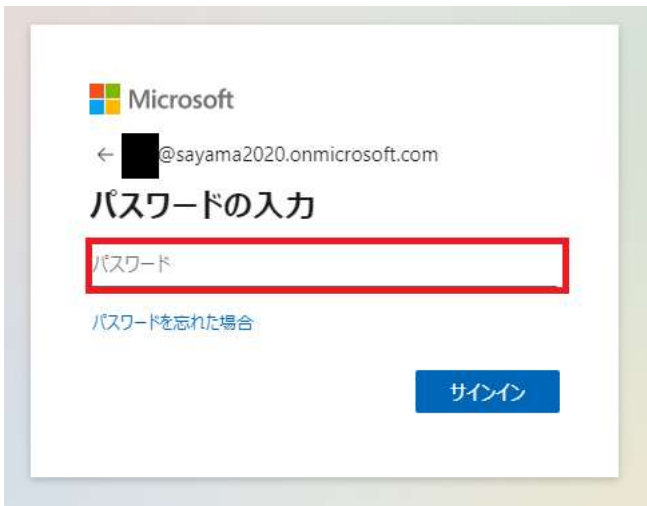 Microsoft
← @sayama2020.onmicrosoft.com
パスワードの入力
パスワード
パスワードを忘れた場合
サインイン